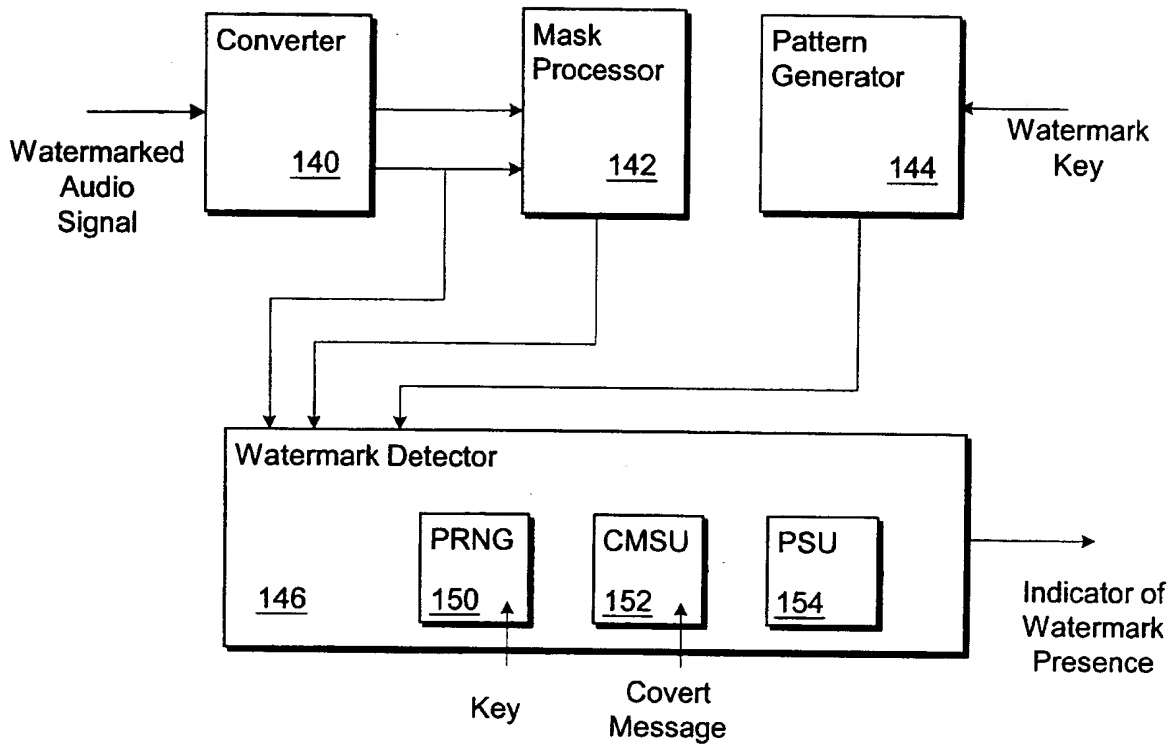 Converter
140
Mask
Processor
142
Pattern
Generator
144
Watermarked
Audio
Signal
Watermark
Key
Watermark Detector
146
PRNG
150
CMSU
152
PSU
154
Indicator of
Watermark
Presence
Key
Covert
Message